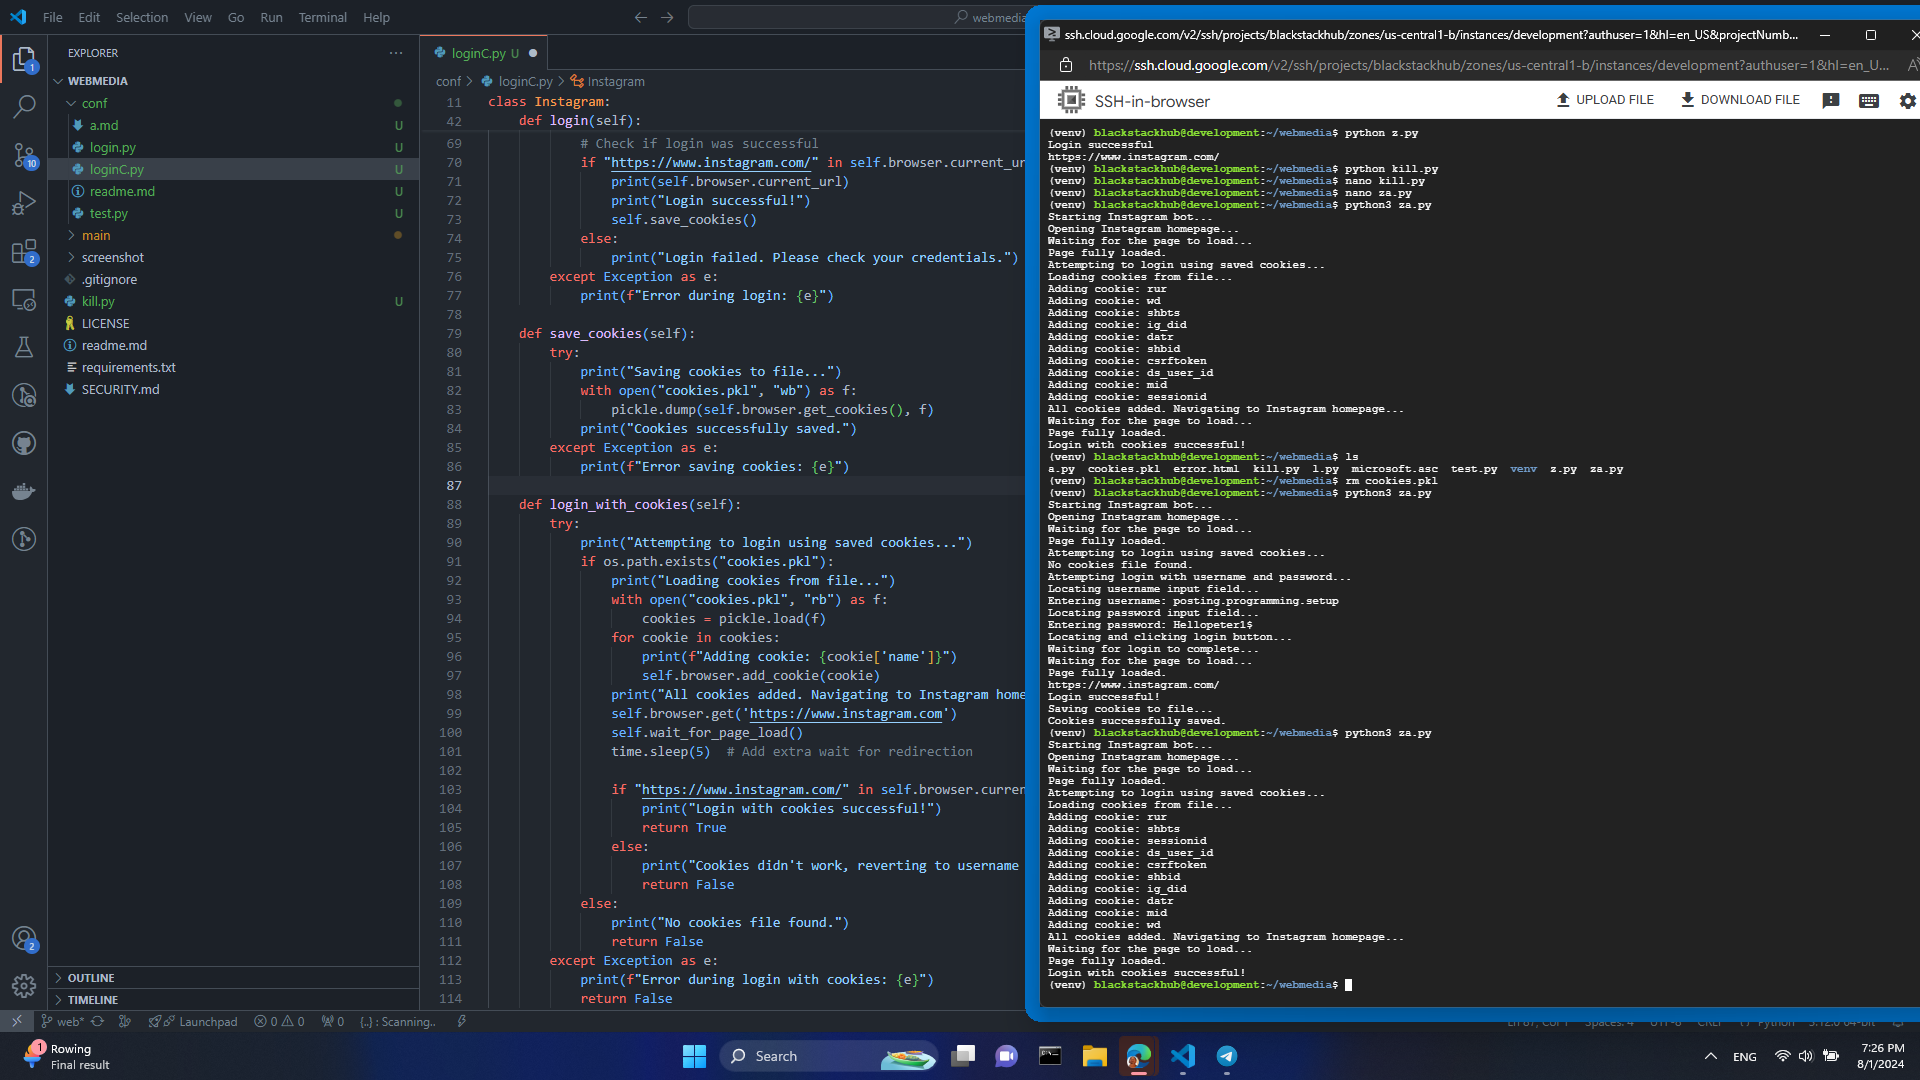 File Edit Selection View Go Run Terminal Help
webmedia
EXPLORER
WEBMEDIA
conf
a.md U
login.py U
loginC.py U
readme.md U
test.py U
main
screenshot
.gitignore
kill.py U
LICENSE
readme.md
requirements.txt
SECURITY.md
OUTLINE
TIMELINE
1
10
2
2
loginC.py U
conf > loginC.py > Instagram
11 class Instagram:
42 def login(self):
69 # Check if login was successful
70 if "https://www.instagram.com/" in self.browser.current_ur
71 print(self.browser.current_url)
72 print("Login successful!")
73 self.save_cookies()
74 else:
75 print("Login failed. Please check your credentials.")
76 except Exception as e:
77 print(f"Error during login: {e}")
78
79 def save_cookies(self):
80 try:
81 print("Saving cookies to file...")
82 with open("cookies.pkl", "wb") as f:
83 pickle.dump(self.browser.get_cookies(), f)
84 print("Cookies successfully saved.")
85 except Exception as e:
86 print(f"Error saving cookies: {e}")
87
88 def login_with_cookies(self):
89 try:
90 print("Attempting to login using saved cookies...")
91 if os.path.exists("cookies.pkl"):
92 print("Loading cookies from file...")
93 with open("cookies.pkl", "rb") as f:
94 cookies = pickle.load(f)
95 for cookie in cookies:
96 print(f"Adding cookie: {cookie['name']}")
97 self.browser.add_cookie(cookie)
98 print("All cookies added. Navigating to Instagram home
99 self.browser.get('https://www.instagram.com')
100 self.wait_for_page_load()
101 time.sleep(5) # Add extra wait for redirection
102
103 if "https://www.instagram.com/" in self.browser.curren
104 print("Login with cookies successful!")
105 return True
106 else:
107 print("Cookies didn't work, reverting to username
108 return False
109 else:
110 print("No cookies file found.")
111 return False
112 except Exception as e:
113 print(f"Error during login with cookies: {e}")
114 return False
ssh.cloud.google.com/v2/ssh/projects/blackstackhub/zones/us-central1-b/instances/development?authuser=1&hl=en_US&projectNumb...
https://ssh.cloud.google.com/v2/ssh/projects/blackstackhub/zones/us-central1-b/instances/development?authuser=1&hl=en_U...
SSH-in-browser
UPLOAD FILE
DOWNLOAD FILE
(venv) blackstackhub@development:~/webmedia$ python z.py
Login successful
https://www.instagram.com/
(venv) blackstackhub@development:~/webmedia$ python kill.py
(venv) blackstackhub@development:~/webmedia$ nano kill.py
(venv) blackstackhub@development:~/webmedia$ nano za.py
(venv) blackstackhub@development:~/webmedia$ python3 za.py
Starting Instagram bot...
Opening Instagram homepage...
Waiting for the page to load...
Page fully loaded.
Attempting to login using saved cookies...
Loading cookies from file...
Adding cookie: rur
Adding cookie: wd
Adding cookie: shbts
Adding cookie: ig_did
Adding cookie: datr
Adding cookie: shbid
Adding cookie: csrftoken
Adding cookie: ds_user_id
Adding cookie: mid
Adding cookie: sessionid
All cookies added. Navigating to Instagram homepage...
Waiting for the page to load...
Page fully loaded.
Login with cookies successful!
(venv) blackstackhub@development:~/webmedia$ ls
a.py cookies.pkl error.html kill.py l.py microsoft.asc test.py venv z.py za.py
(venv) blackstackhub@development:~/webmedia$ rm cookies.pkl
(venv) blackstackhub@development:~/webmedia$ python3 za.py
Starting Instagram bot...
Opening Instagram homepage...
Waiting for the page to load...
Page fully loaded.
Attempting to login using saved cookies...
No cookies file found.
Attempting login with username and password...
Locating username input field...
Entering username: posting.programming.setup
Locating password input field...
Entering password: Hellopeter1$
Locating and clicking login button...
Waiting for login to complete...
Waiting for the page to load...
Page fully loaded.
https://www.instagram.com/
Login successful!
Saving cookies to file...
Cookies successfully saved.
(venv) blackstackhub@development:~/webmedia$ python3 za.py
Starting Instagram bot...
Opening Instagram homepage...
Waiting for the page to load...
Page fully loaded.
Attempting to login using saved cookies...
Loading cookies from file...
Adding cookie: rur
Adding cookie: shbts
Adding cookie: sessionid
Adding cookie: ds_user_id
Adding cookie: csrftoken
Adding cookie: shbid
Adding cookie: ig_did
Adding cookie: datr
Adding cookie: mid
Adding cookie: wd
All cookies added. Navigating to Instagram homepage...
Waiting for the page to load...
Page fully loaded.
Login with cookies successful!
(venv) blackstackhub@development:~/webmedia$
web* Launchpad 0 0 0 {..} : Scanning..
Ln 87, Col 1 Spaces: 4 UTF-8 CRLF Python 3.12.0 64-bit
1
Rowing
Final result
Search
ENG
7:26 PM
8/1/2024